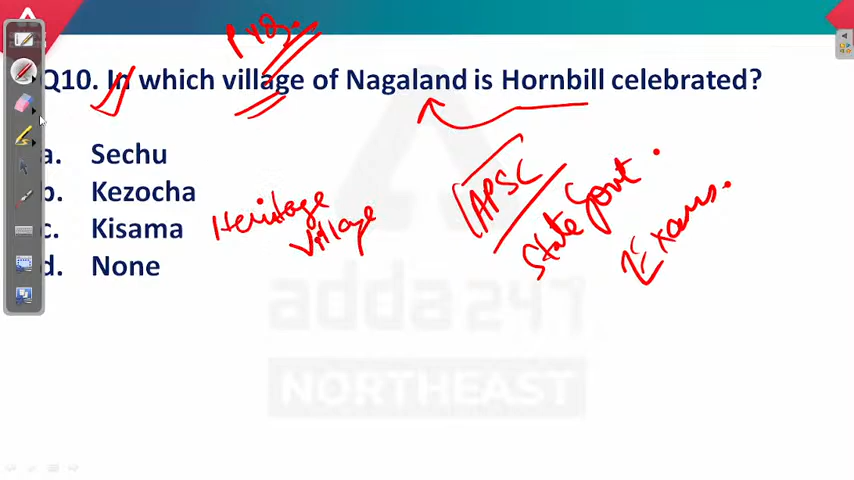 PYQ.
Q10. In which village of Nagaland is Hornbill celebrated?
a. Sechu
b. Kezocha
c. Kisama
d. None
Heritage
village
APSC
State Govt.
Exams.
adda 247
NORTHEAST